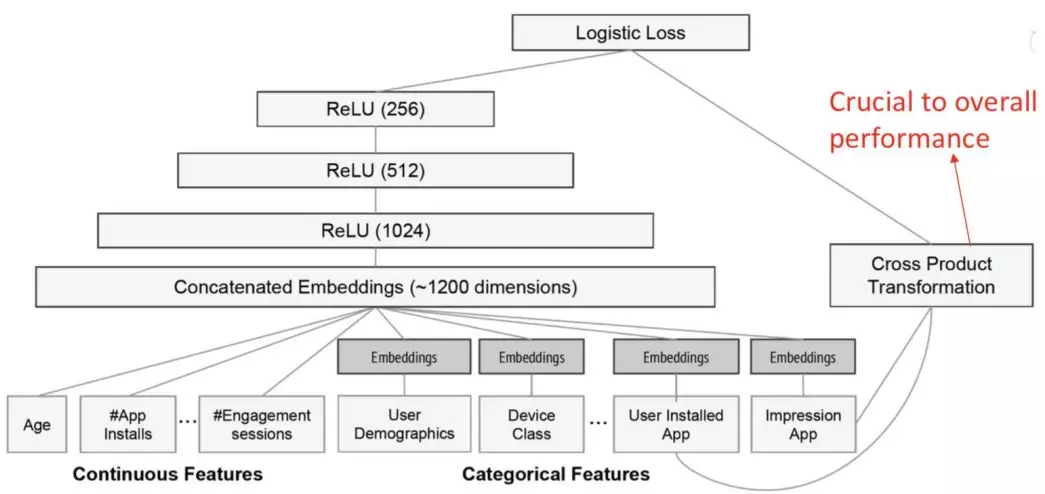 Logistic Loss
ReLU (256)
Crucial to overall
performance
ReLU (512)
ReLU (1024)
Cross Product
Transformation
Concatenated Embeddings (~1200 dimensions)
Embeddings
Embeddings
Embeddings
Embeddings
Age
#App
Installs
...
#Engagement
sessions
User
Demographics
Device
Class
...
User Installed
App
Impression
App
Continuous Features
Categorical Features